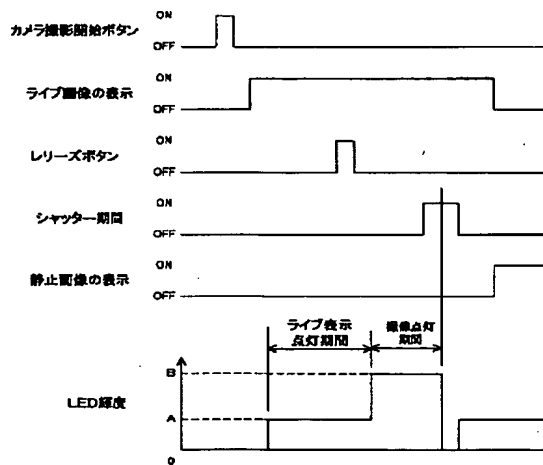 カメラ撮影開始ボタン
ON
OFF
ライブ画像の表示
ON
OFF
レリーズボタン
ON
OFF
シャッター期間
ON
OFF
静止画像の表示
ON
OFF
ライブ表示
点灯期間
撮像点灯
期間
LED輝度
B
A
0